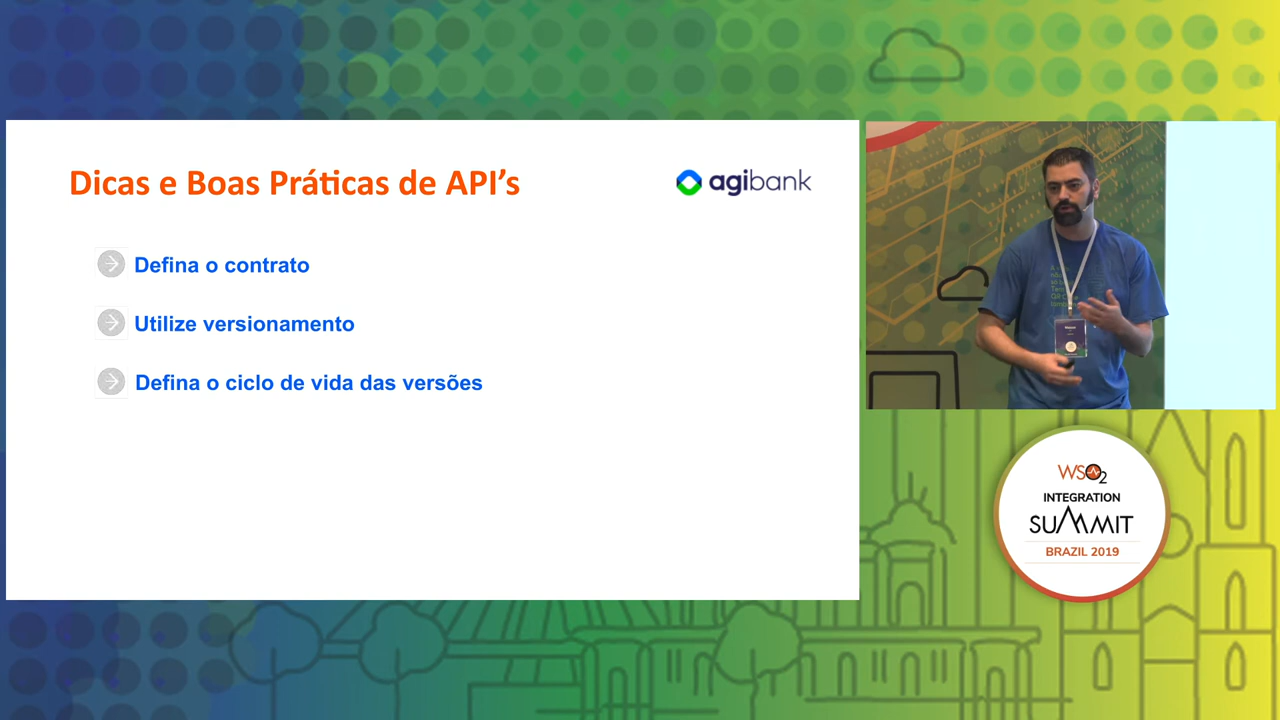 Dicas e Boas Práticas de API's
agibank
Defina o contrato
Utilize versionamento
Defina o ciclo de vida das versões
WSO2
INTEGRATION
SUMMIT
BRAZIL 2019